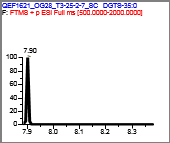 QEF1621_OG28_T3-25-2-7_SC DGTS-35:0
F: FTMS + p ESI Full ms [500.0000-2000.0000]
7.90
100
80
60
40
20
0
7.9 8.0 8.1 8.2 8.3